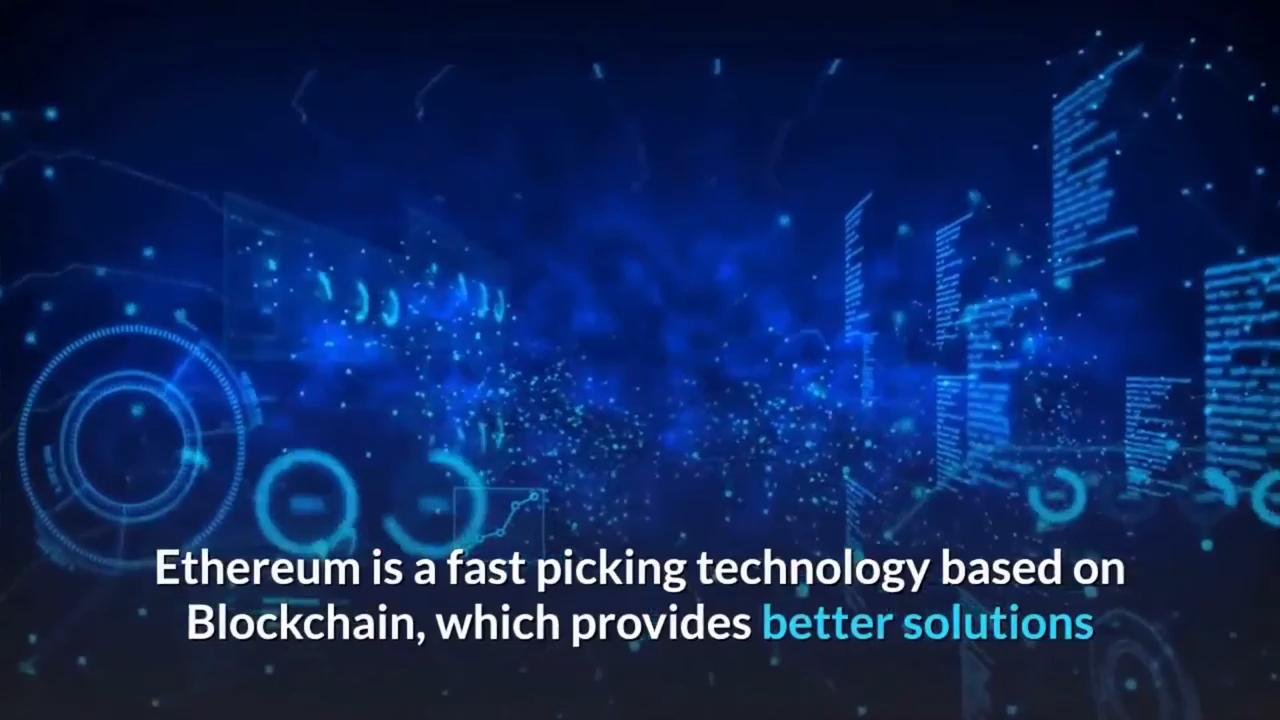 Ethereum is a fast picking technology based on
Blockchain, which provides better solutions